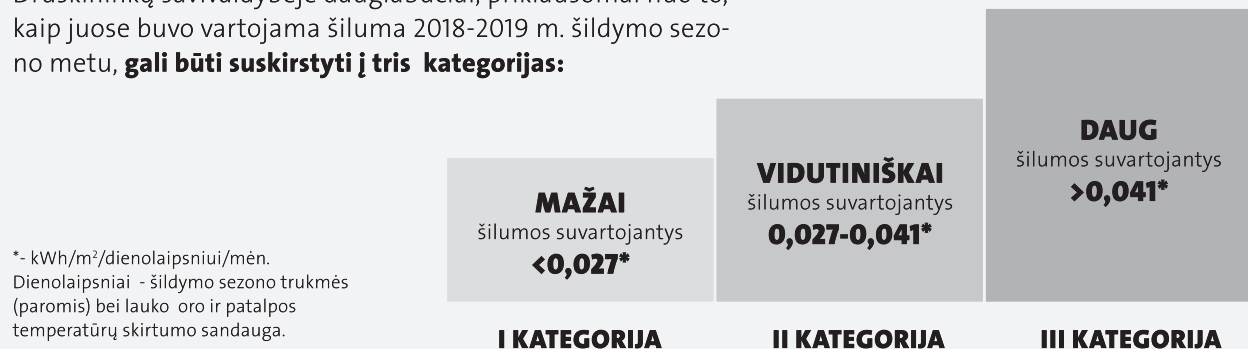 kaip juose buvo vartojama šiluma 2018-2019 m. šildymo sezo-
no metu, gali būti suskirstyti į tris kategorijas:
MAŽAI
šilumos suvartojantys
<0,027*
VIDUTINIŠKAI
šilumos suvartojantys
0,027-0,041*
DAUG
šilumos suvartojantys
>0,041*
*- kWh/m²/dienolaipsniui/mėn.
Dienolaipsniai - šildymo sezono trukmės
(paromis) bei lauko oro ir patalpos
temperatūrų skirtumo sandauga.
I KATEGORIJA
II KATEGORIJA
III KATEGORIJA